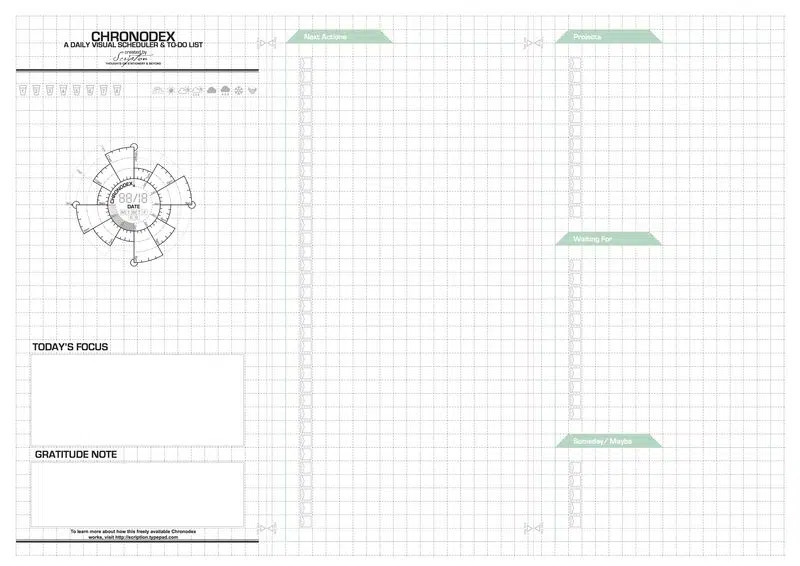 CHRONODEX
A DAILY VISUAL SCHEDULER & TO-DO LIST
created by
Scription
THOUGHTS OF STATIONERY & BEYOND
CHRONODEX
88/18
DATE
TODAY'S FOCUS
GRATITUDE NOTE
To learn more about how this freely available Chronodex
works, visit http://scription.typepad.com
Next Actions
Projects
Waiting For
Someday/ Maybe